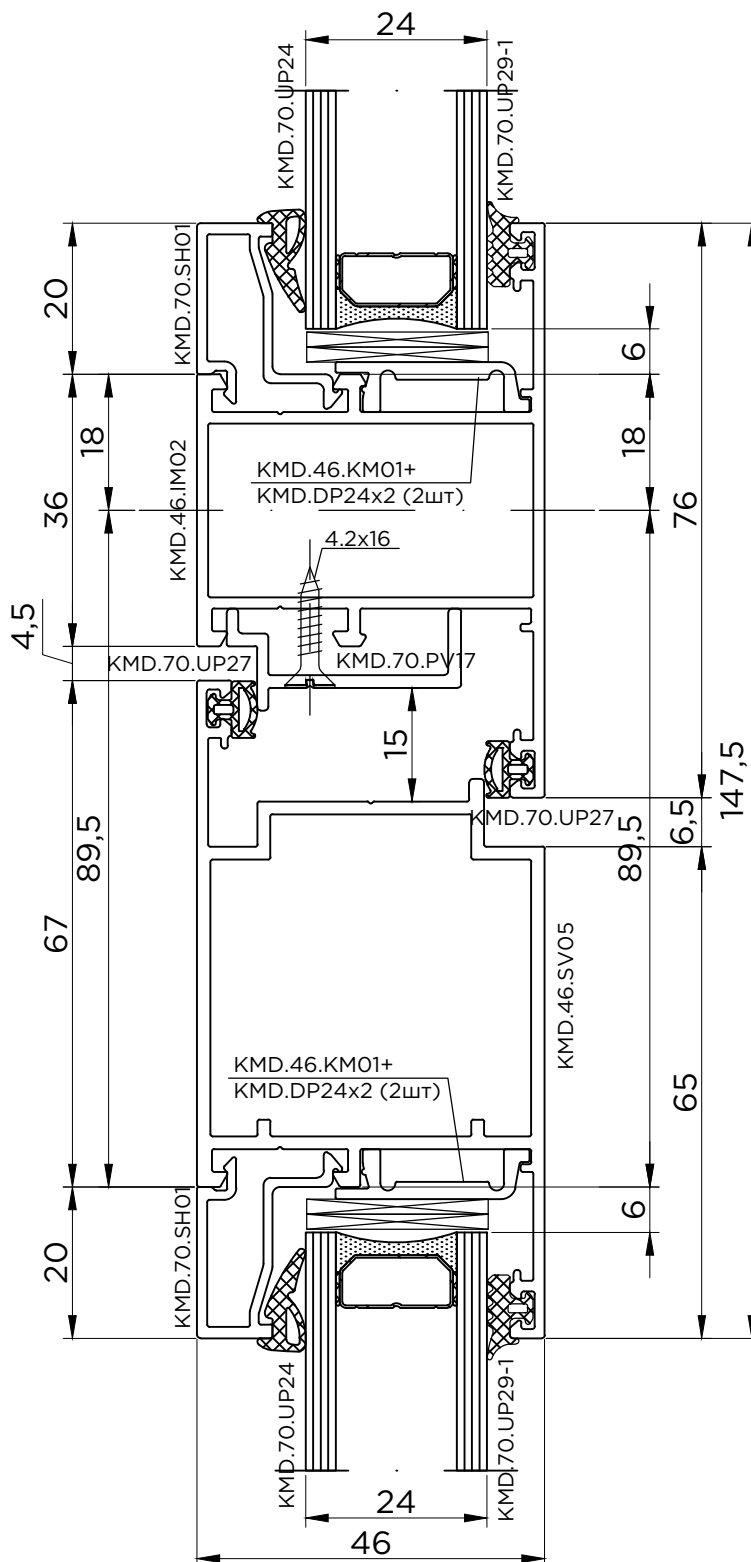 24
KMD.70.UP24
KMD.70.UP29-1
KMD.70.SH01
20
6
18
36
18
76
KMD.46.IM02
KMD.46.KM01+
KMD.DP24x2 (2шт)
4.2x16
4,5
KMD.70.UP27
KMD.70.PV17
15
147,5
KMD.70.UP27
6,5
89,5
89,5
67
KMD.46.SV05
65
KMD.46.KM01+
KMD.DP24x2 (2шт)
KMD.70.SH01
20
6
KMD.70.UP24
KMD.70.UP29-1
24
46